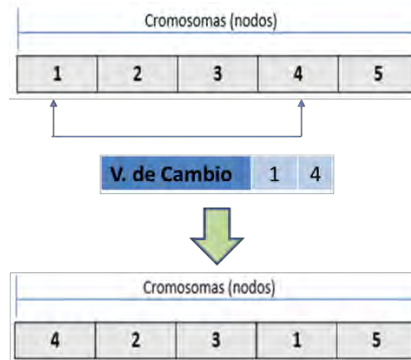 Cromosomas (nodos)
1 2 3 4 5
V. de Cambio 1 4
Cromosomas (nodos)
4 2 3 1 5